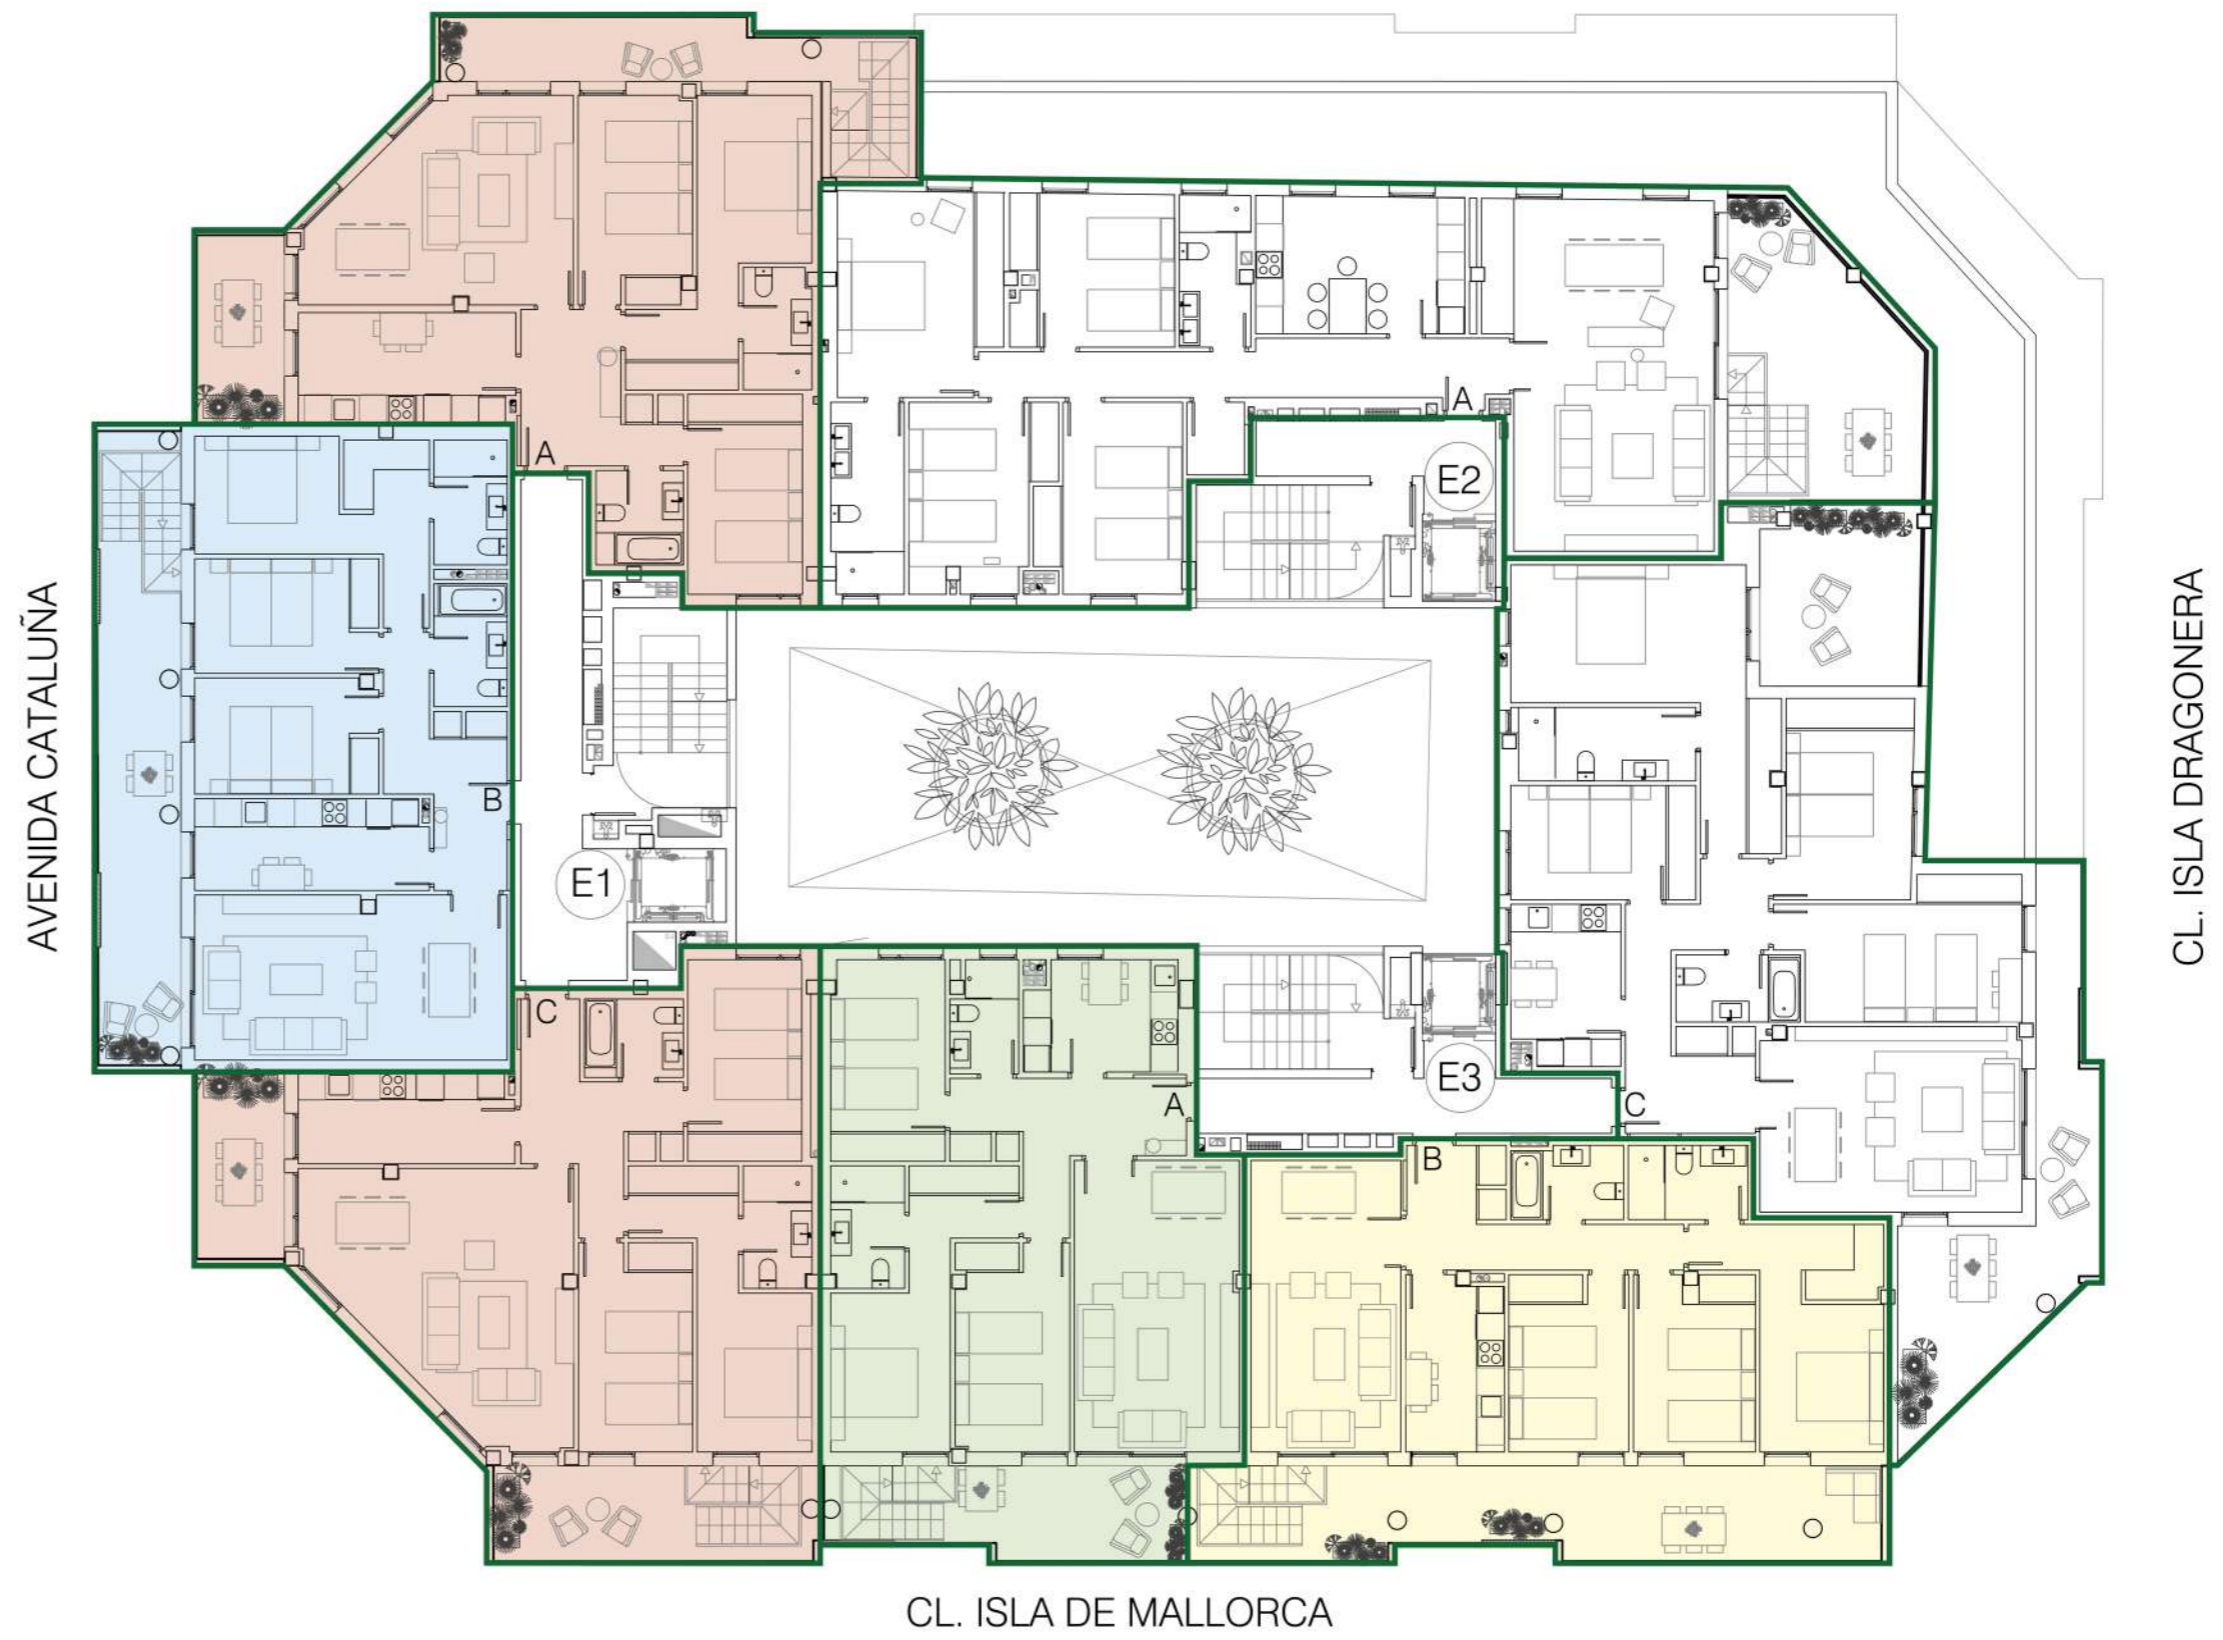 A
E2
A
AVENIDA CATALUÑA
CL. ISLA DRAGONERA
B
E1
C
E3
A
C
B
CL. ISLA DE MALLORCA